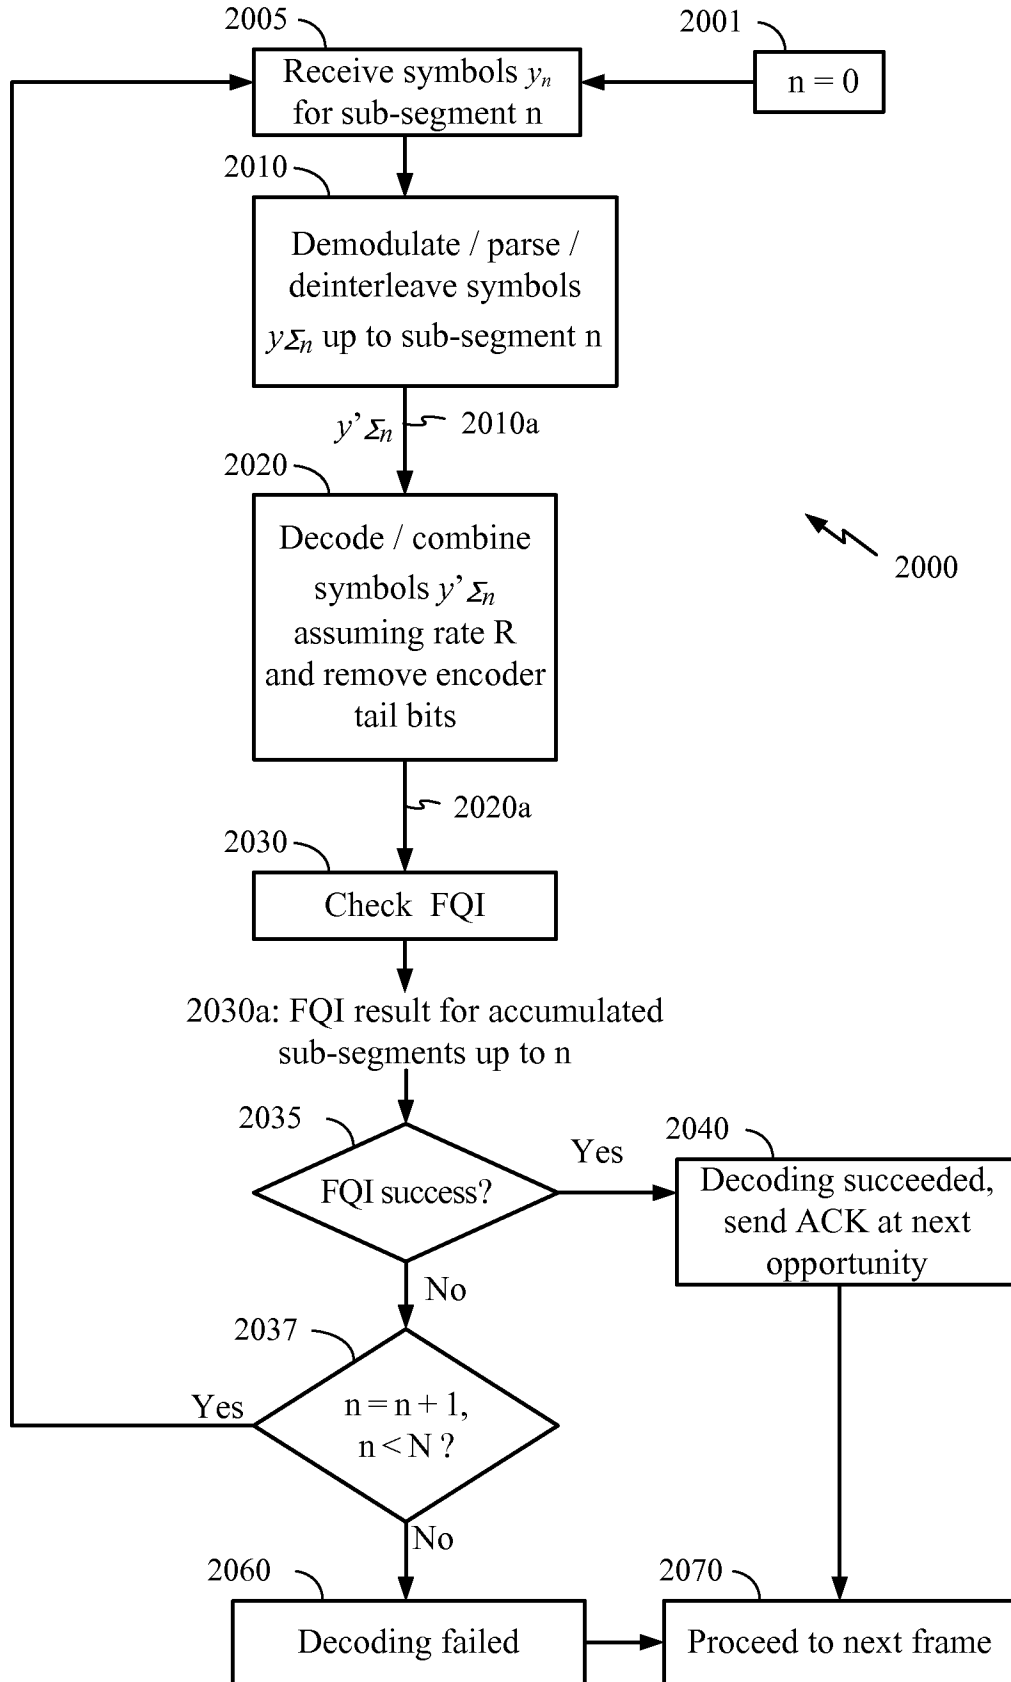 2005
2001
Receive symbols yₙ
for sub-segment n
n = 0
2010
Demodulate / parse /
deinterleave symbols
yΣₙ up to sub-segment n
y’Σₙ
2010a
2020
Decode / combine
symbols y’Σₙ
assuming rate R
and remove encoder
tail bits
2000
2020a
2030
Check FQI
2030a: FQI result for accumulated
sub-segments up to n
2035
FQI success?
Yes
2040
Decoding succeeded,
send ACK at next
opportunity
No
2037
n = n + 1,
n < N ?
Yes
No
2060
Decoding failed
2070
Proceed to next frame